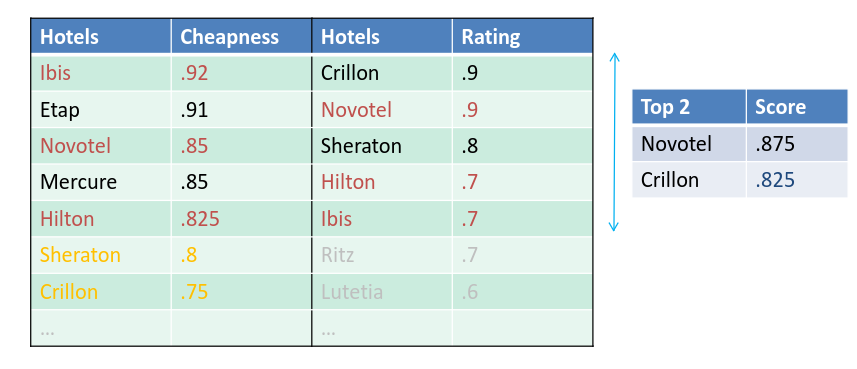 Hotels Cheapness Hotels Rating
Ibis .92 Crillon .9
Etap .91 Novotel .9
Novotel .85 Sheraton .8
Mercure .85 Hilton .7
Hilton .825 Ibis .7
Sheraton .8 Ritz .7
Crillon .75 Lutetia .6
... ...
Top 2 Score
Novotel .875
Crillon .825